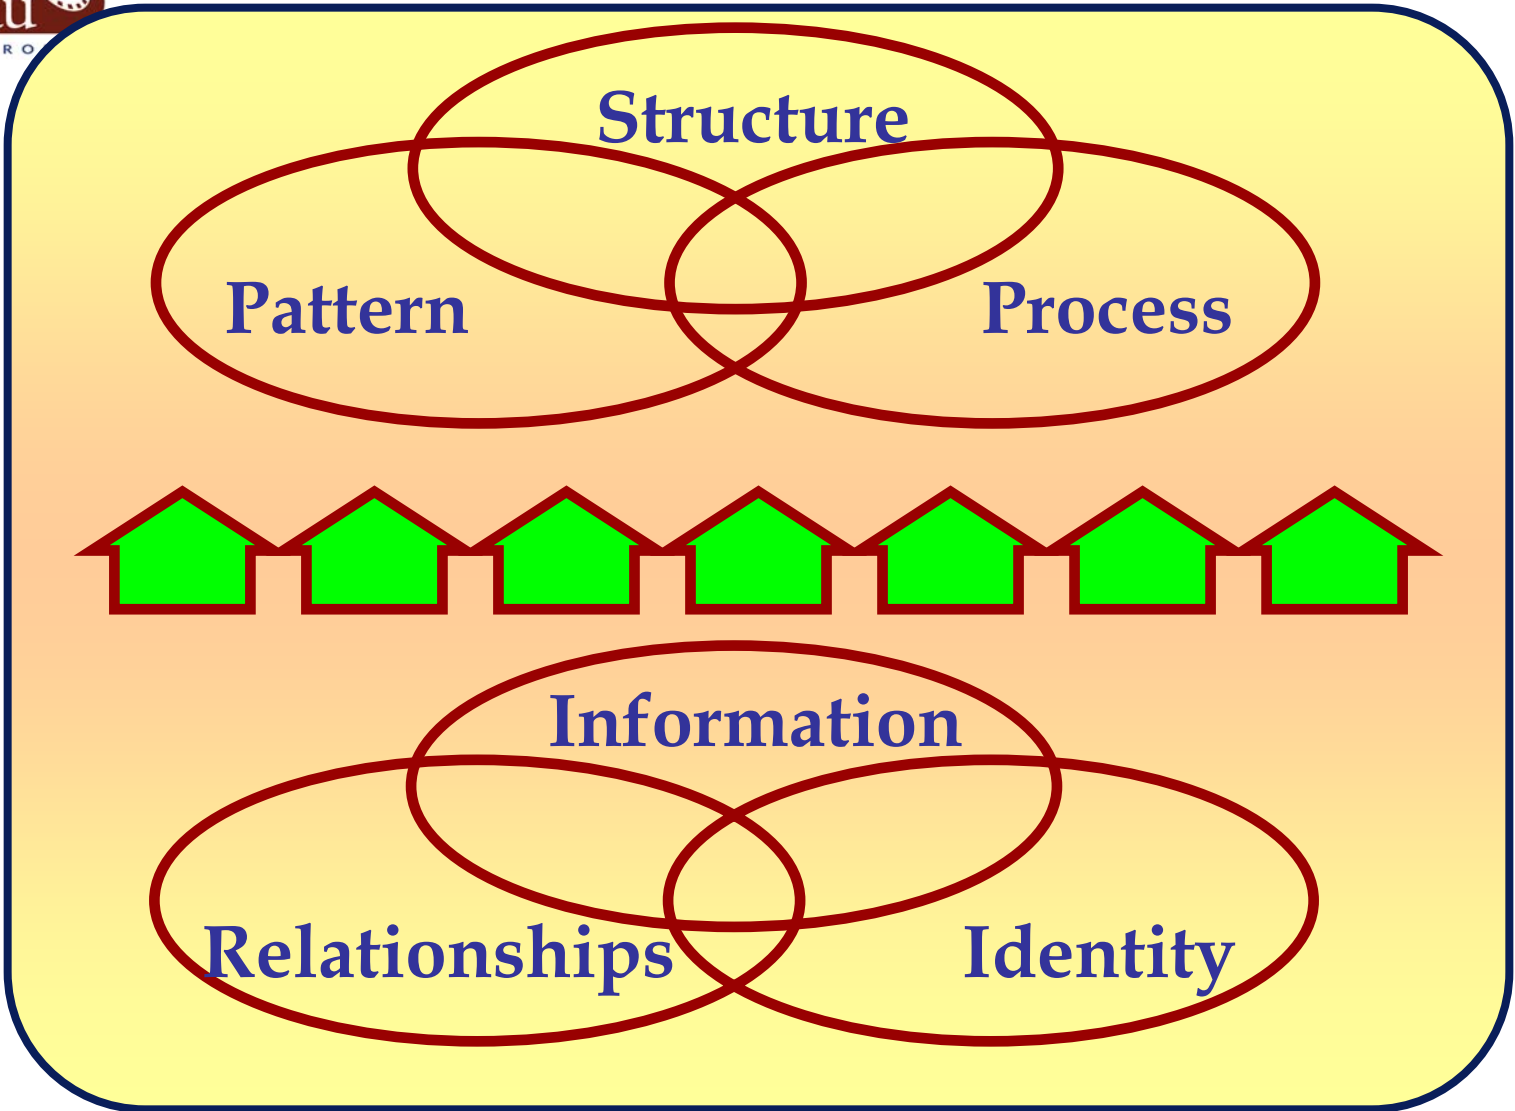 Structure
Pattern
Process
Information
Relationships
Identity